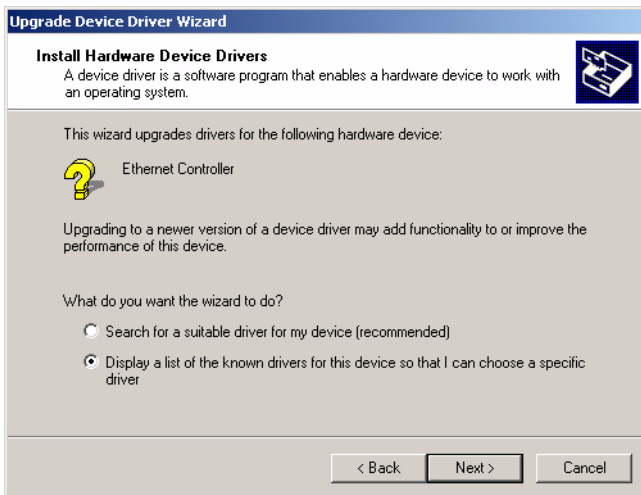 Upgrade Device Driver Wizard
Install Hardware Device Drivers
A device driver is a software program that enables a hardware device to work with
an operating system.
This wizard upgrades drivers for the following hardware device:
Ethernet Controller
Upgrading to a newer version of a device driver may add functionality to or improve the
performance of this device.
What do you want the wizard to do?
Search for a suitable driver for my device (recommended)
Display a list of the known drivers for this device so that I can choose a specific
driver
< Back
Next >
Cancel